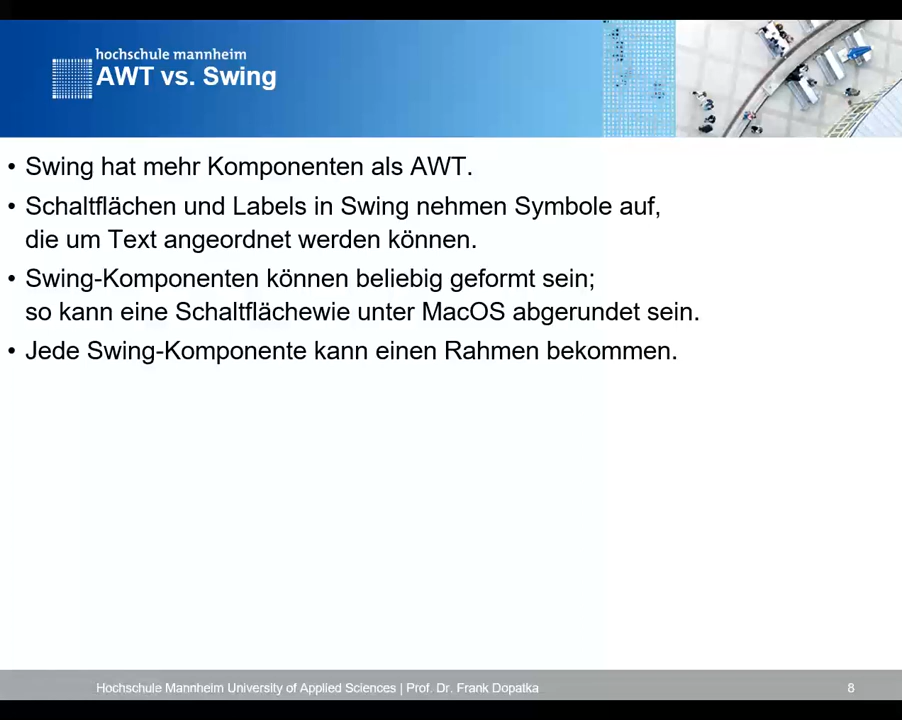 hochschule mannheim
AWT vs. Swing
• Swing hat mehr Komponenten als AWT.
• Schaltflächen und Labels in Swing nehmen Symbole auf,
die um Text angeordnet werden können.
• Swing-Komponenten können beliebig geformt sein;
so kann eine Schaltflächewie unter MacOS abgerundet sein.
• Jede Swing-Komponente kann einen Rahmen bekommen.
Hochschule Mannheim University of Applied Sciences | Prof. Dr. Frank Dopatka 8